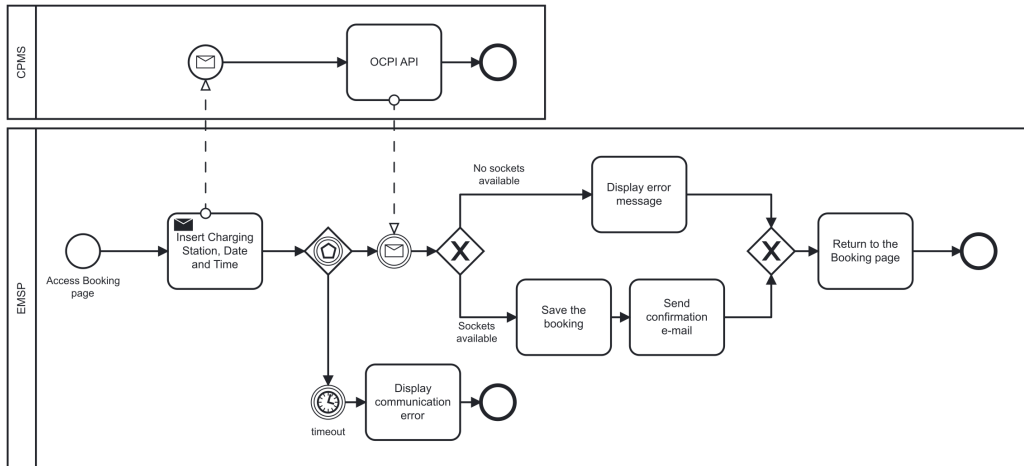 CPMS
OCPI API
EMSP
Access Booking
page
Insert Charging
Station, Date
and Time
No sockets
available
Display error
message
Sockets
available
Save the
booking
Send
confirmation
e-mail
Return to the
Booking page
timeout
Display
communication
error